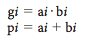 gi = ai·bi
pi = ai + bi